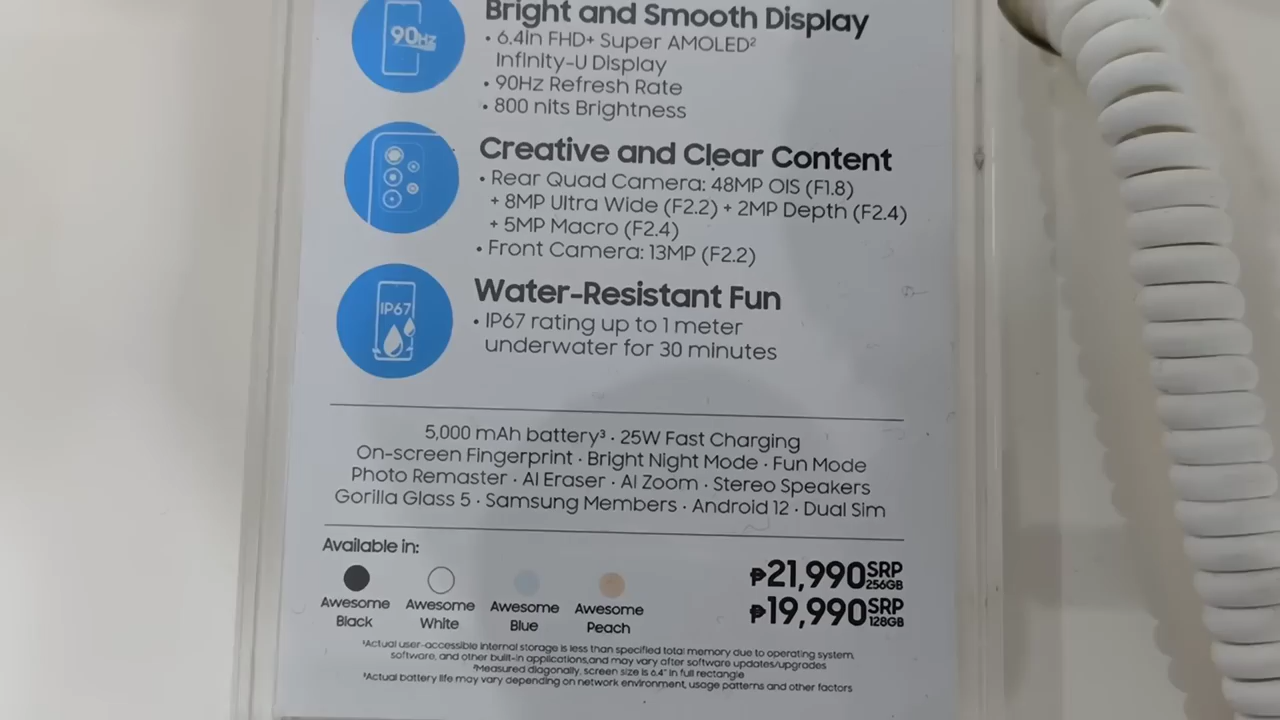 Bright and Smooth Display
90Hz
• 6.4in FHD+ Super AMOLED²
Infinity-U Display
• 90Hz Refresh Rate
• 800 nits Brightness
Creative and Clear Content
• Rear Quad Camera: 48MP OIS (F1.8)
+ 8MP Ultra Wide (F2.2) + 2MP Depth (F2.4)
+ 5MP Macro (F2.4)
• Front Camera: 13MP (F2.2)
Water-Resistant Fun
IP67
• IP67 rating up to 1 meter
underwater for 30 minutes
5,000 mAh battery³ · 25W Fast Charging
On-screen Fingerprint · Bright Night Mode · Fun Mode
Photo Remaster · AI Eraser · AI Zoom · Stereo Speakers
Gorilla Glass 5 · Samsung Members · Android 12 · Dual Sim
Available in:
Awesome Black
Awesome White
Awesome Blue
Awesome Peach
₱21,990 SRP 256GB
₱19,990 SRP 128GB
¹Actual user-accessible internal storage is less than specified total memory due to operating system,
software, and other built-in applications,and may vary after software updates/upgrades
²Measured diagonally, screen size is 6.4" in full rectangle
³Actual battery life may vary depending on network environment, usage patterns and other factors